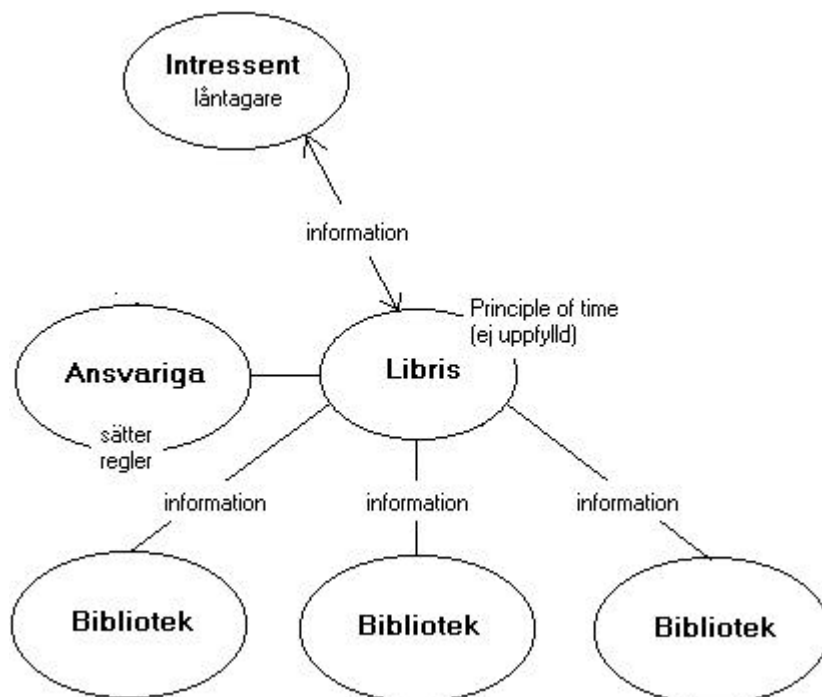 Intressent
låntagare
information
Principle of time
(ej uppfylld)
Ansvariga
Libris
sätter
regler
information
information
information
Bibliotek
Bibliotek
Bibliotek